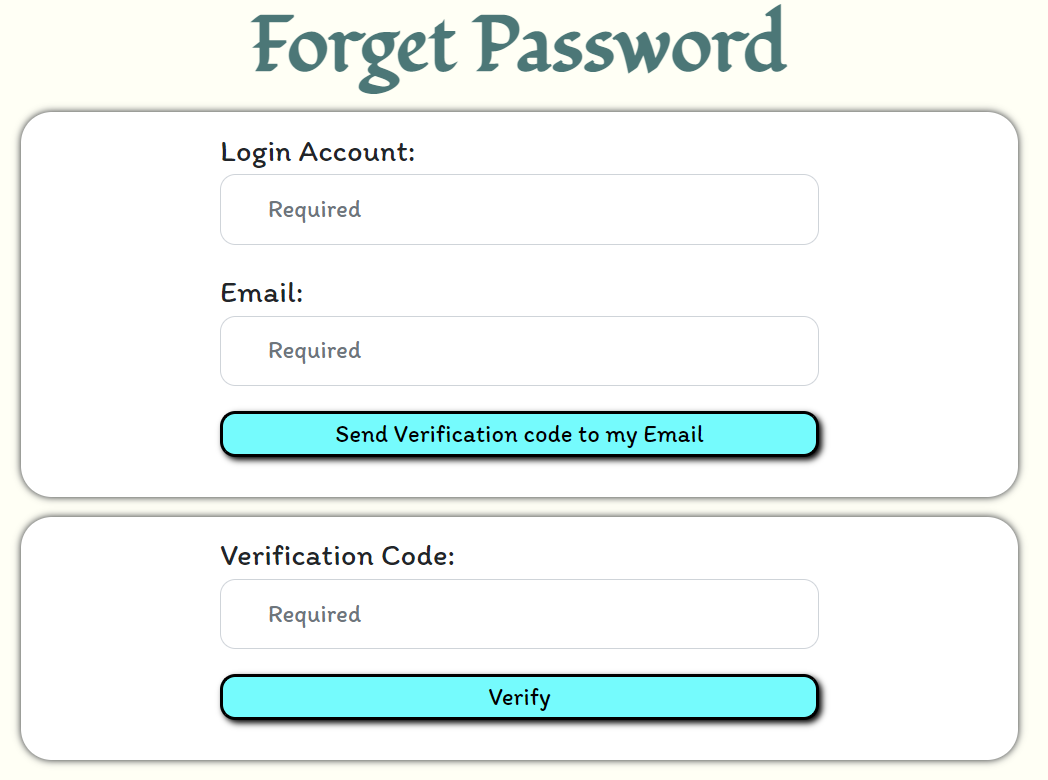 Forget Password
Login Account:
Required
Email:
Required
Send Verification code to my Email
Verification Code:
Required
Verify